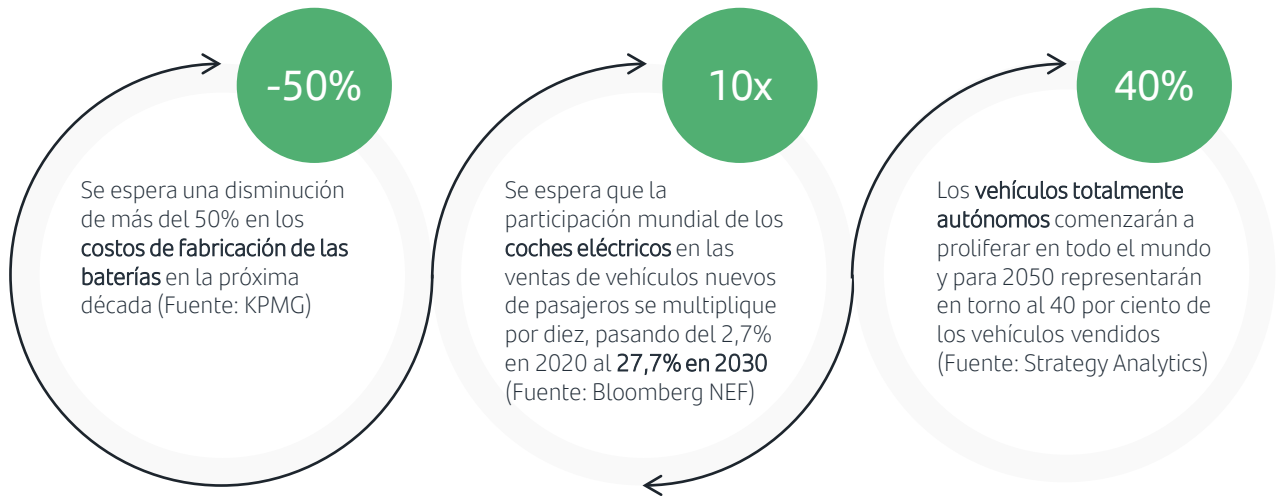 -50%
Se espera una disminución
de más del 50% en los
costos de fabricación de las
baterías en la próxima
década (Fuente: KPMG)
10x
Se espera que la
participación mundial de los
coches eléctricos en las
ventas de vehículos nuevos
de pasajeros se multiplique
por diez, pasando del 2,7%
en 2020 al 27,7% en 2030
(Fuente: Bloomberg NEF)
40%
Los vehículos totalmente
autónomos comenzarán a
proliferar en todo el mundo
y para 2050 representarán
en torno al 40 por ciento de
los vehículos vendidos
(Fuente: Strategy Analytics)